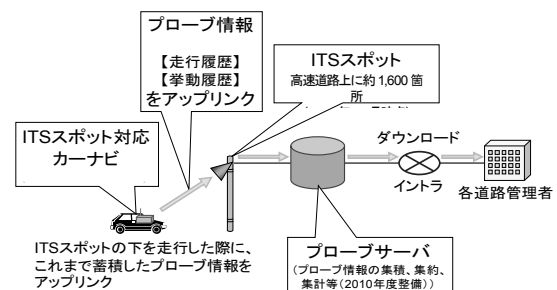 プローブ情報
【走行履歴】
【挙動履歴】
をアップリンク
ITSスポット
高速道路上に約1,600箇
所
ITSスポット対応
カーナビ
ダウンロード
イントラ
各道路管理者
ITSスポットの下を走行した際に、
これまで蓄積したプローブ情報を
アップリンク
プローブサーバ
(プローブ情報の集積、集約、
集計等(2010年度整備))